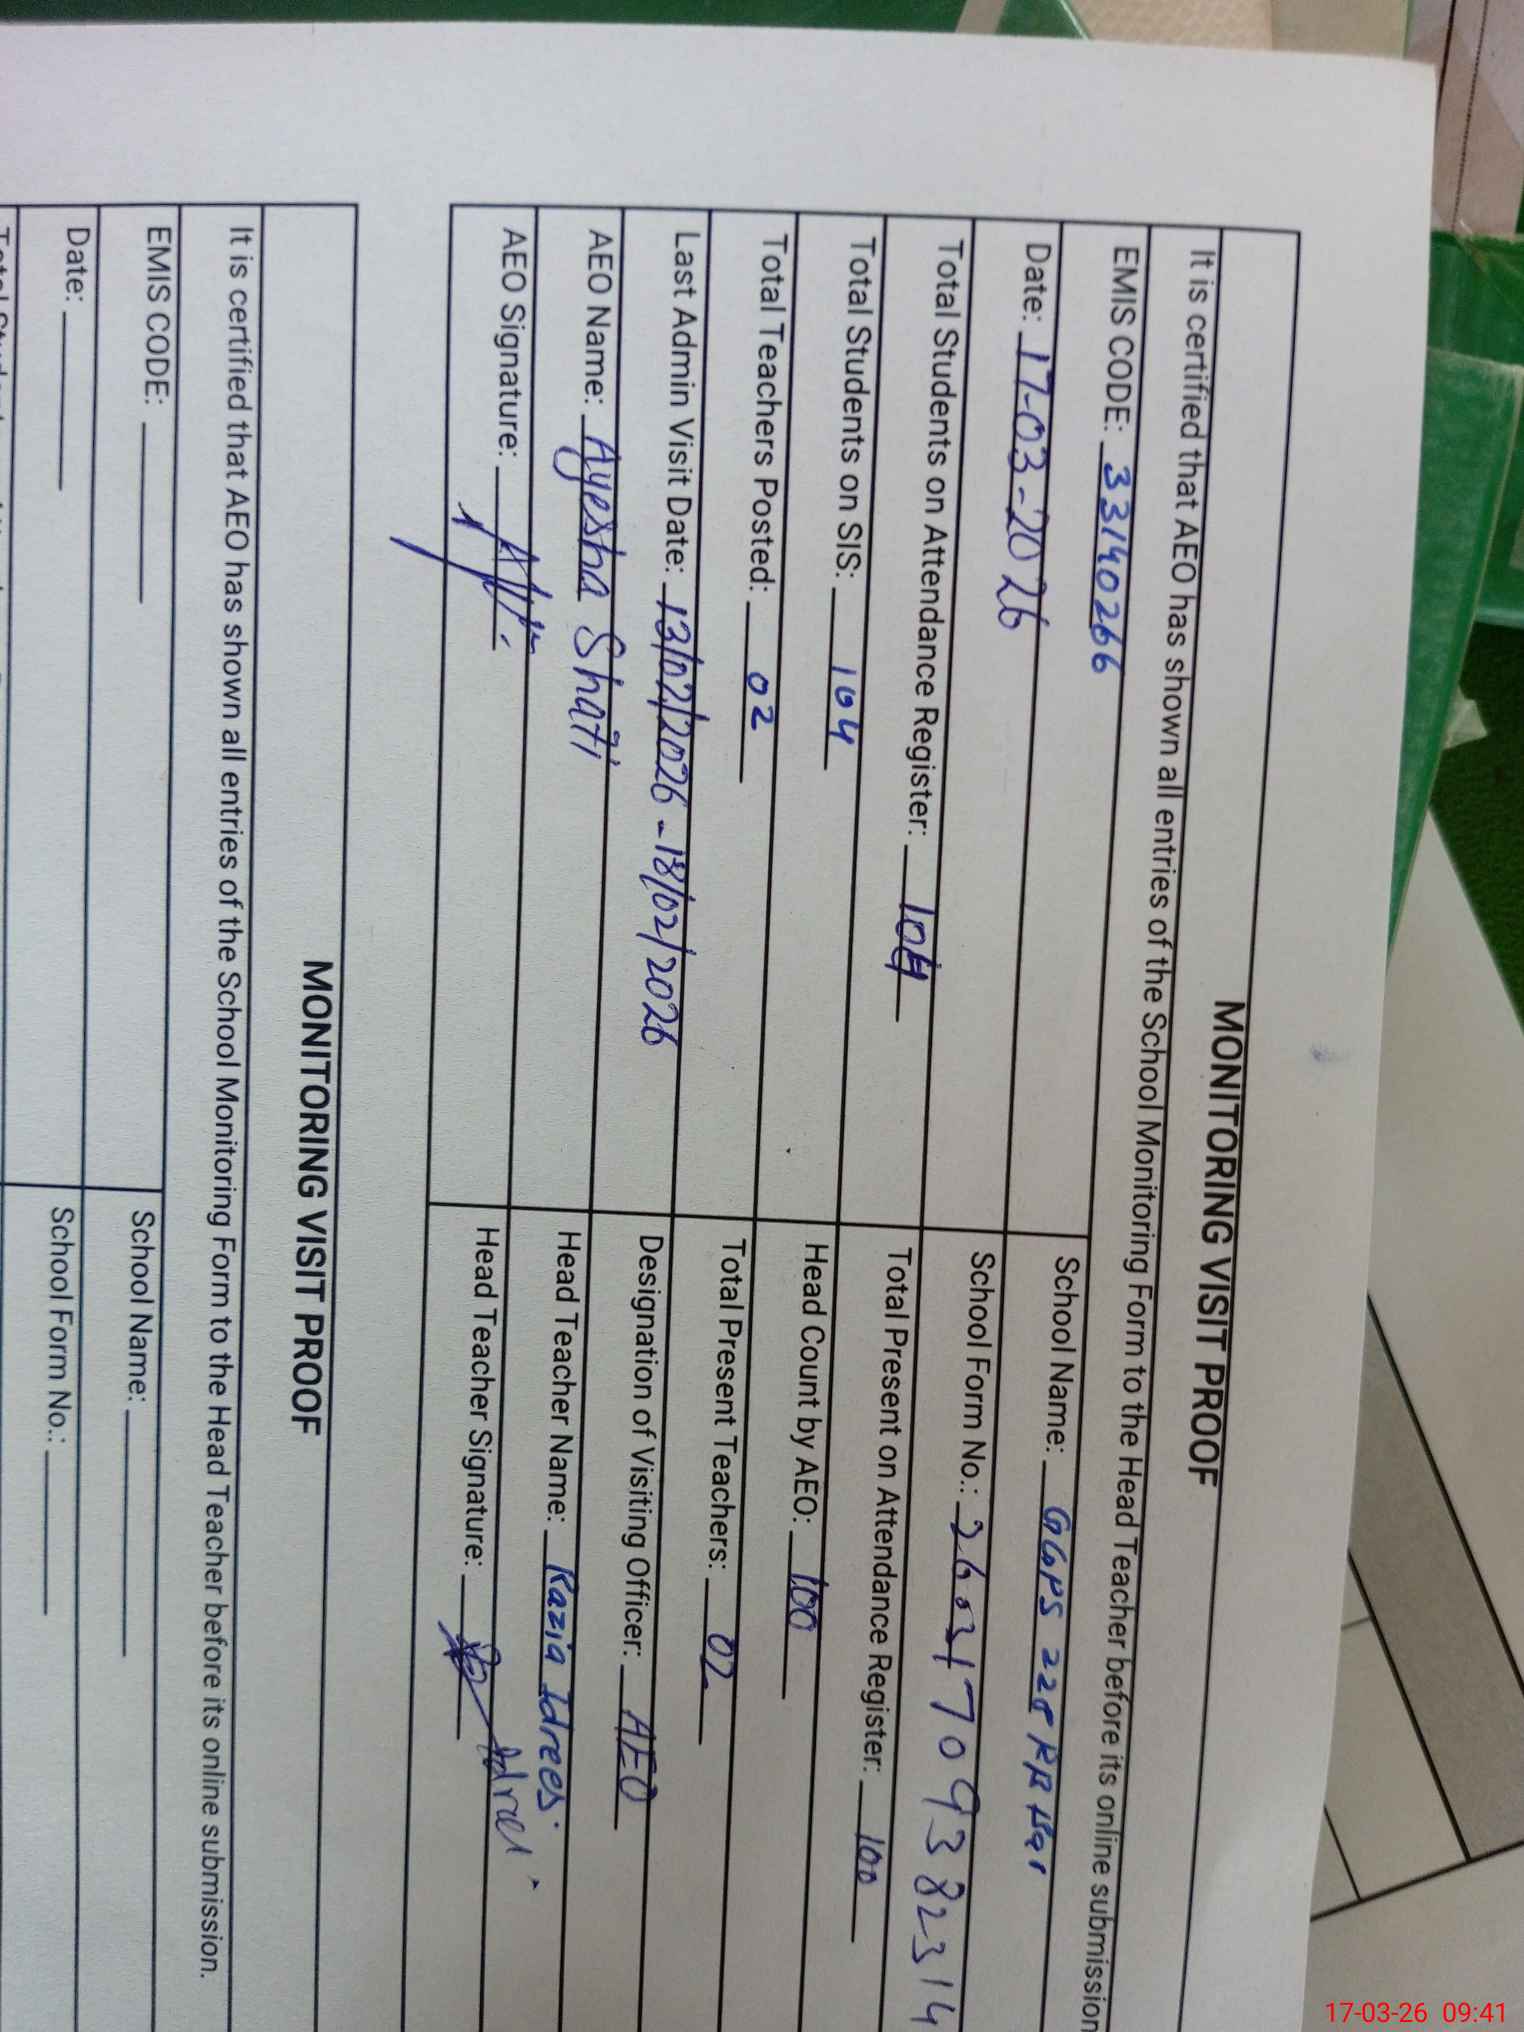 MONITORING VISIT PROOF
It is certified that AEO has shown all entries of the School Monitoring Form to the Head Teacher before its online submission
EMIS CODE: 33140266 School Name: GGPS 228 RB
Date: 17-03-2026 School Form No.: 26031709382314
Total Students on Attendance Register: 104 Total Present on Attendance Register: 100
Total Students on SIS: 104 Head Count by AEO: 100
Total Teachers Posted: 02 Total Present Teachers: 02
Last Admin Visit Date: 13/02/2026 - 18/02/2026 Designation of Visiting Officer: AEO
AEO Name: Ayesha Shafi Head Teacher Name: Razia Idrees
AEO Signature: Head Teacher Signature:
MONITORING VISIT PROOF
It is certified that AEO has shown all entries of the School Monitoring Form to the Head Teacher before its online submission.
EMIS CODE: School Name:
Date: School Form No.:
17-03-26 09:41